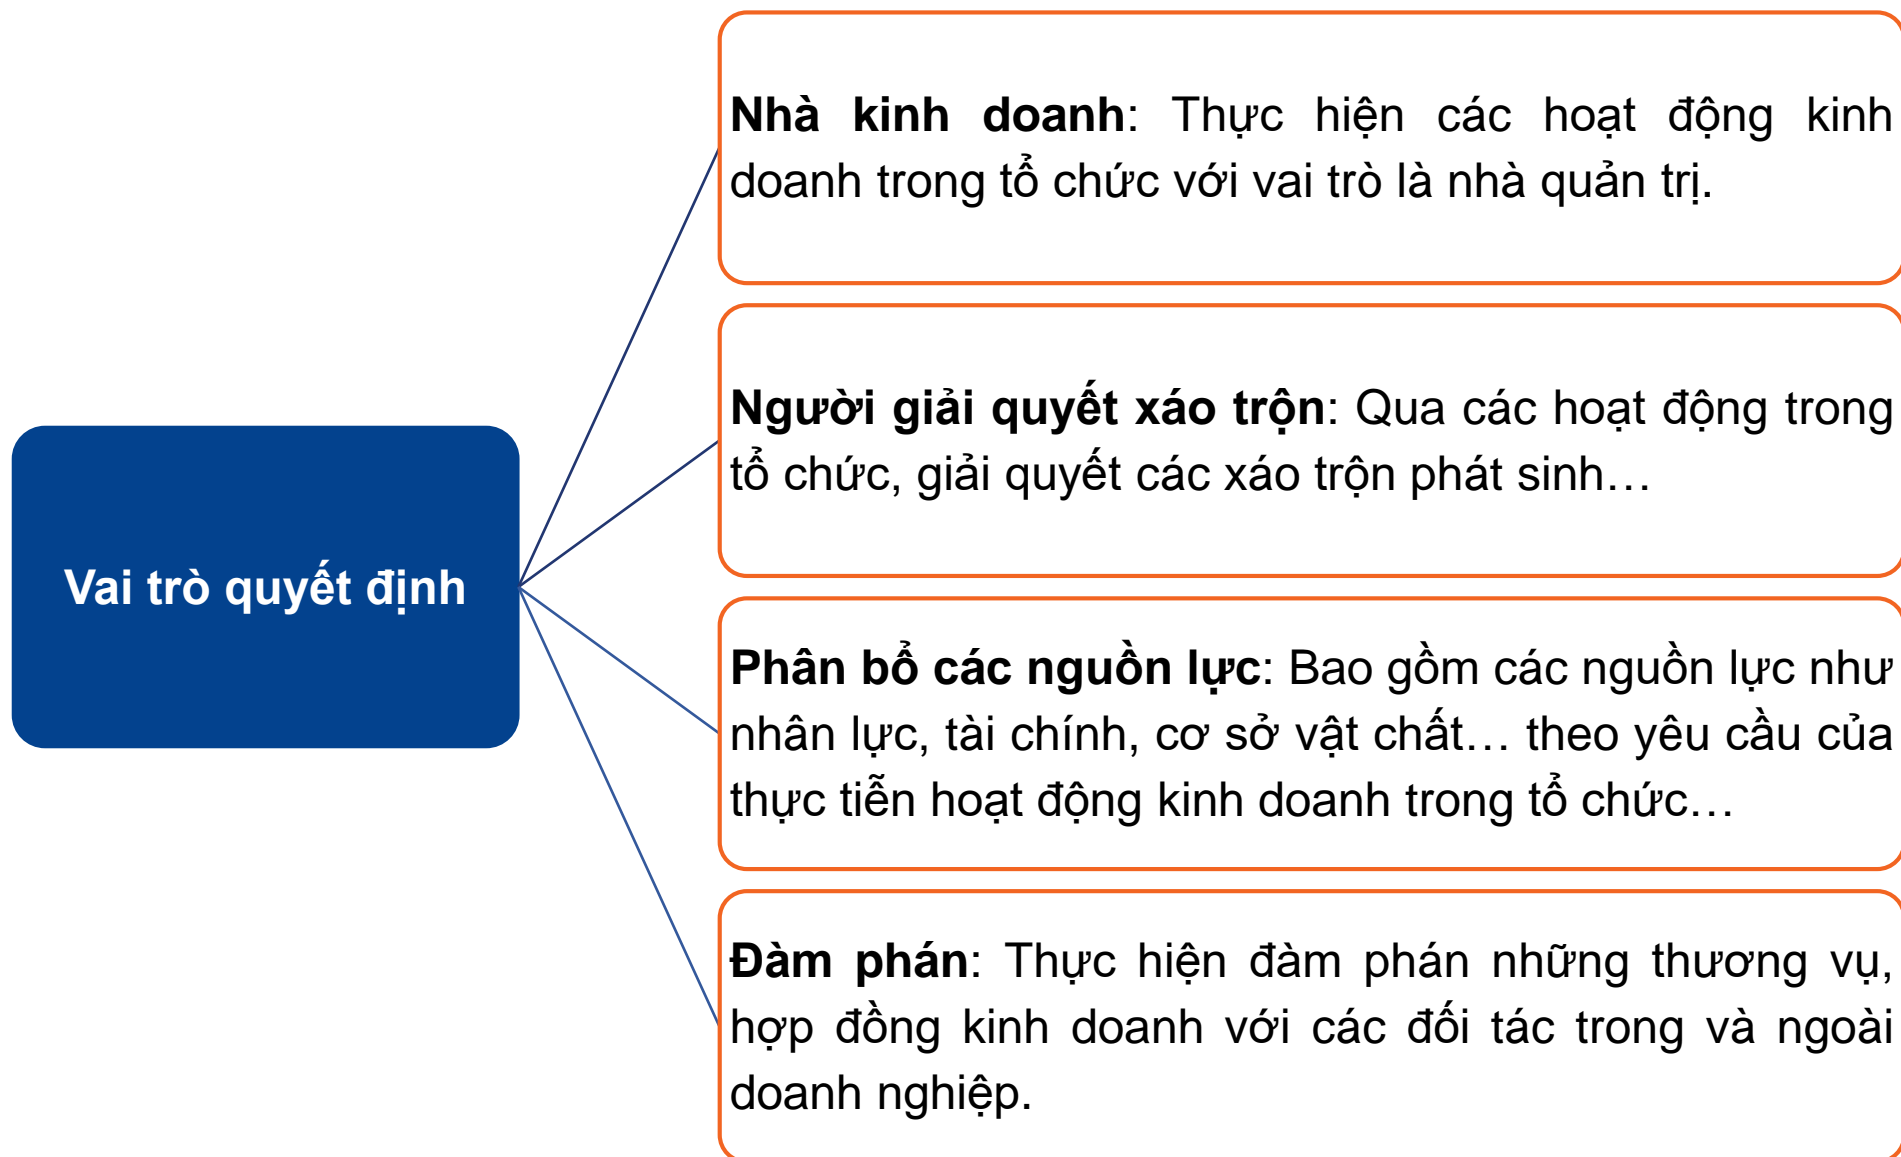 Nhà kinh doanh: Thực hiện các hoạt động kinh
doanh trong tổ chức với vai trò là nhà quản trị.
Người giải quyết xáo trộn: Qua các hoạt động trong
tổ chức, giải quyết các xáo trộn phát sinh…
Vai trò quyết định
Phân bổ các nguồn lực: Bao gồm các nguồn lực như
nhân lực, tài chính, cơ sở vật chất… theo yêu cầu của
thực tiễn hoạt động kinh doanh trong tổ chức…
Đàm phán: Thực hiện đàm phán những thương vụ,
hợp đồng kinh doanh với các đối tác trong và ngoài
doanh nghiệp.